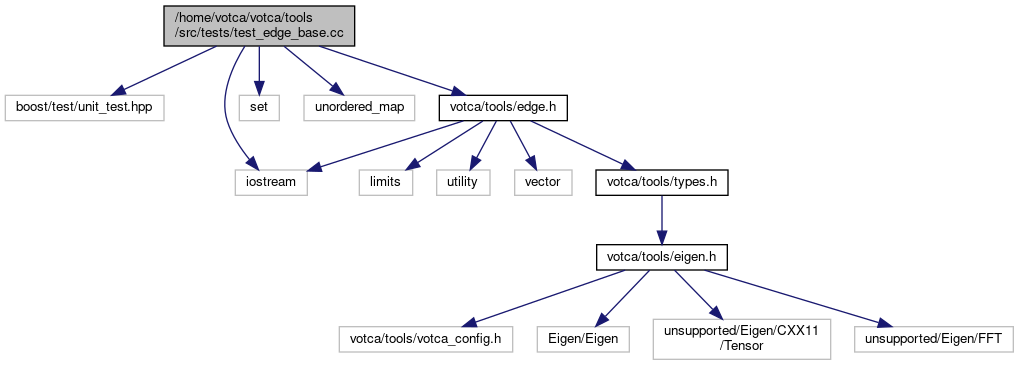 /home/votca/votca/tools
/src/tests/test_edge_base.cc
boost/test/unit_test.hpp
set
unordered_map
votca/tools/edge.h
iostream
limits
utility
vector
votca/tools/types.h
votca/tools/eigen.h
votca/tools/votca_config.h
Eigen/Eigen
unsupported/Eigen/CXX11
/Tensor
unsupported/Eigen/FFT